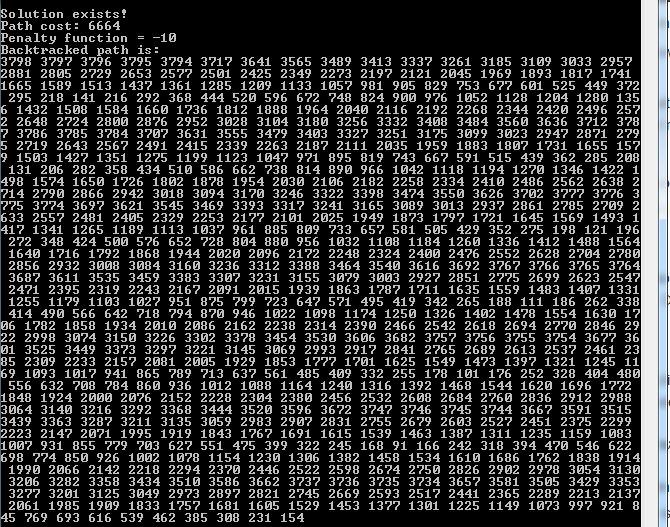 Solution exists!
Path cost: 6664
Penalty function = -10
Backtracked path is:
3798 3797 3796 3795 3794 3717 3641 3565 3489 3413 3337 3261 3185 3109 3033 2957
2881 2805 2729 2653 2577 2501 2425 2349 2273 2197 2121 2045 1969 1893 1817 1741
1665 1589 1513 1437 1361 1285 1209 1133 1057 981 905 829 753 677 601 525 449 372
295 218 141 216 292 368 444 520 596 672 748 824 900 976 1052 1128 1204 1280 135
6 1432 1508 1584 1660 1736 1812 1888 1964 2040 2116 2192 2268 2344 2420 2496 257
2 2648 2724 2800 2876 2952 3028 3104 3180 3256 3332 3408 3484 3560 3636 3712 378
7 3786 3785 3784 3707 3631 3555 3479 3403 3327 3251 3175 3099 3023 2947 2871 279
5 2719 2643 2567 2491 2415 2339 2263 2187 2111 2035 1959 1883 1807 1731 1655 157
9 1503 1427 1351 1275 1199 1123 1047 971 895 819 743 667 591 515 439 362 285 208
131 206 282 358 434 510 586 662 738 814 890 966 1042 1118 1194 1270 1346 1422 1
498 1574 1650 1726 1802 1878 1954 2030 2106 2182 2258 2334 2410 2486 2562 2638 2
714 2790 2866 2942 3018 3094 3170 3246 3322 3398 3474 3550 3626 3702 3777 3776 3
775 3774 3697 3621 3545 3469 3393 3317 3241 3165 3089 3013 2937 2861 2785 2709 2
633 2557 2481 2405 2329 2253 2177 2101 2025 1949 1873 1797 1721 1645 1569 1493 1
417 1341 1265 1189 1113 1037 961 885 809 733 657 581 505 429 352 275 198 121 196
272 348 424 500 576 652 728 804 880 956 1032 1108 1184 1260 1336 1412 1488 1564
1640 1716 1792 1868 1944 2020 2096 2172 2248 2324 2400 2476 2552 2628 2704 2780
2856 2932 3008 3084 3160 3236 3312 3388 3464 3540 3616 3692 3767 3766 3765 3764
3687 3611 3535 3459 3383 3307 3231 3155 3079 3003 2927 2851 2775 2699 2623 2547
2471 2395 2319 2243 2167 2091 2015 1939 1863 1787 1711 1635 1559 1483 1407 1331
1255 1179 1103 1027 951 875 799 723 647 571 495 419 342 265 188 111 186 262 338
414 490 566 642 718 794 870 946 1022 1098 1174 1250 1326 1402 1478 1554 1630 17
06 1782 1858 1934 2010 2086 2162 2238 2314 2390 2466 2542 2618 2694 2770 2846 29
22 2998 3074 3150 3226 3302 3378 3454 3530 3606 3682 3757 3756 3755 3754 3677 36
01 3525 3449 3373 3297 3221 3145 3069 2993 2917 2841 2765 2689 2613 2537 2461 23
85 2309 2233 2157 2081 2005 1929 1853 1777 1701 1625 1549 1473 1397 1321 1245 11
69 1093 1017 941 865 789 713 637 561 485 409 332 255 178 101 176 252 328 404 480
556 632 708 784 860 936 1012 1088 1164 1240 1316 1392 1468 1544 1620 1696 1772
1848 1924 2000 2076 2152 2228 2304 2380 2456 2532 2608 2684 2760 2836 2912 2988
3064 3140 3216 3292 3368 3444 3520 3596 3672 3747 3746 3745 3744 3667 3591 3515
3439 3363 3287 3211 3135 3059 2983 2907 2831 2755 2679 2603 2527 2451 2375 2299
2223 2147 2071 1995 1919 1843 1767 1691 1615 1539 1463 1387 1311 1235 1159 1083
1007 931 855 779 703 627 551 475 399 322 245 168 91 166 242 318 394 470 546 622
698 774 850 926 1002 1078 1154 1230 1306 1382 1458 1534 1610 1686 1762 1838 1914
1990 2066 2142 2218 2294 2370 2446 2522 2598 2674 2750 2826 2902 2978 3054 3130
3206 3282 3358 3434 3510 3586 3662 3737 3736 3735 3734 3657 3581 3505 3429 3353
3277 3201 3125 3049 2973 2897 2821 2745 2669 2593 2517 2441 2365 2289 2213 2137
2061 1985 1909 1833 1757 1681 1605 1529 1453 1377 1301 1225 1149 1073 997 921 8
45 769 693 616 539 462 385 308 231 154